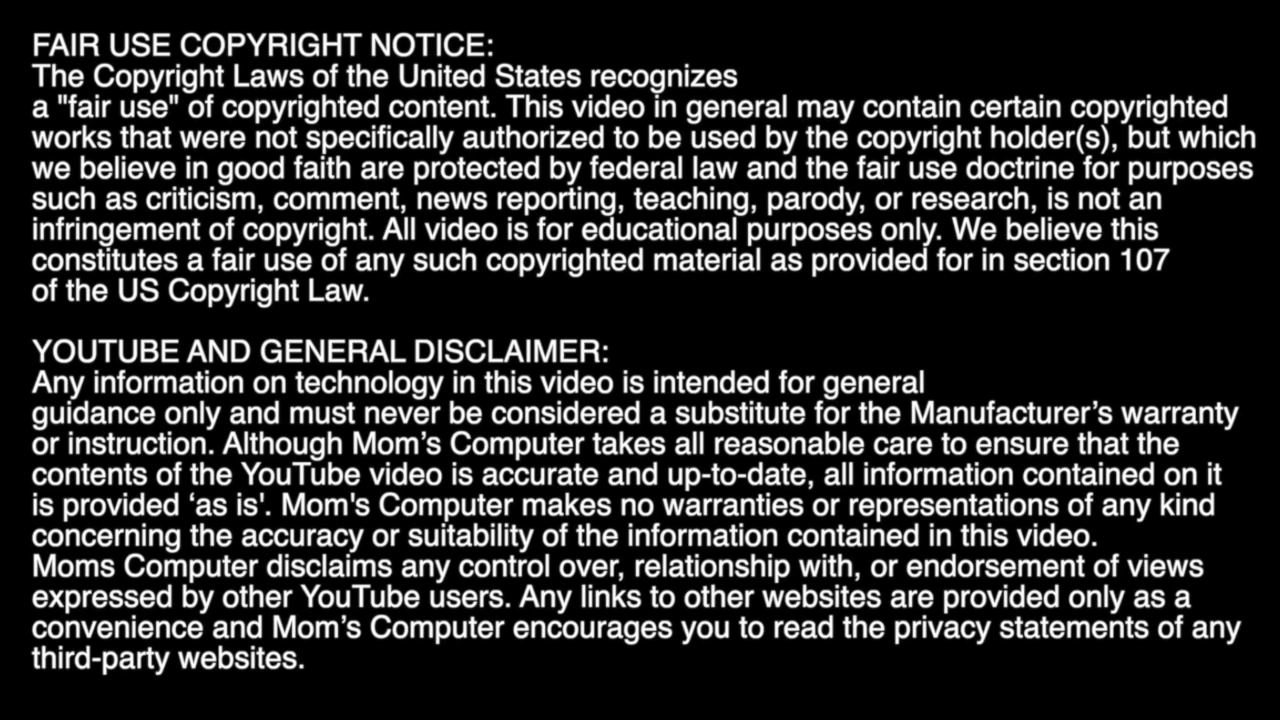 FAIR USE COPYRIGHT NOTICE:
The Copyright Laws of the United States recognizes
a "fair use" of copyrighted content. This video in general may contain certain copyrighted
works that were not specifically authorized to be used by the copyright holder(s), but which
we believe in good faith are protected by federal law and the fair use doctrine for purposes
such as criticism, comment, news reporting, teaching, parody, or research, is not an
infringement of copyright. All video is for educational purposes only. We believe this
constitutes a fair use of any such copyrighted material as provided for in section 107
of the US Copyright Law.

YOUTUBE AND GENERAL DISCLAIMER:
Any information on technology in this video is intended for general
guidance only and must never be considered a substitute for the Manufacturer’s warranty
or instruction. Although Mom’s Computer takes all reasonable care to ensure that the
contents of the YouTube video is accurate and up-to-date, all information contained on it
is provided ‘as is'. Mom's Computer makes no warranties or representations of any kind
concerning the accuracy or suitability of the information contained in this video.
Moms Computer disclaims any control over, relationship with, or endorsement of views
expressed by other YouTube users. Any links to other websites are provided only as a
convenience and Mom’s Computer encourages you to read the privacy statements of any
third-party websites.